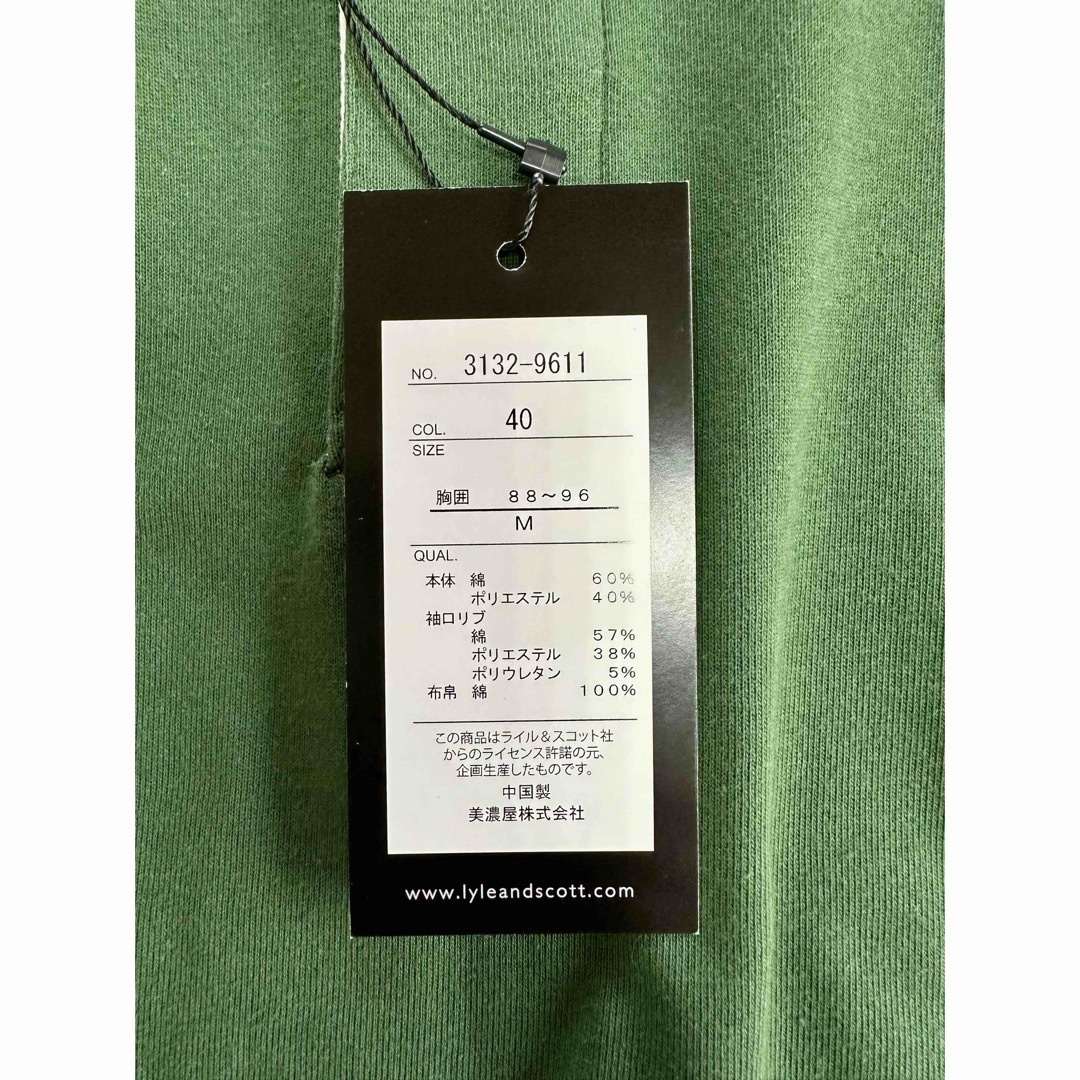 NO. 3132-9611
COL. 40
SIZE
胸囲 88~96
M
QUAL.
本体 綿 60%
ポリエステル 40%
袖口リブ
綿 57%
ポリエステル 38%
ポリウレタン 5%
布帛 綿 100%
この商品はライル&スコット社
からのライセンス許諾の元、
企画生産したものです。
中国製
美濃屋株式会社
www.lyleandscott.com